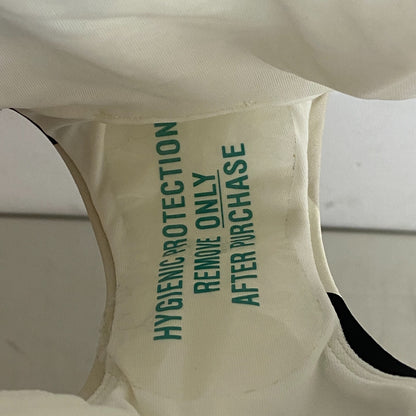 HYGIENIC PROTECTION
REMOVE ONLY
AFTER PURCHASE